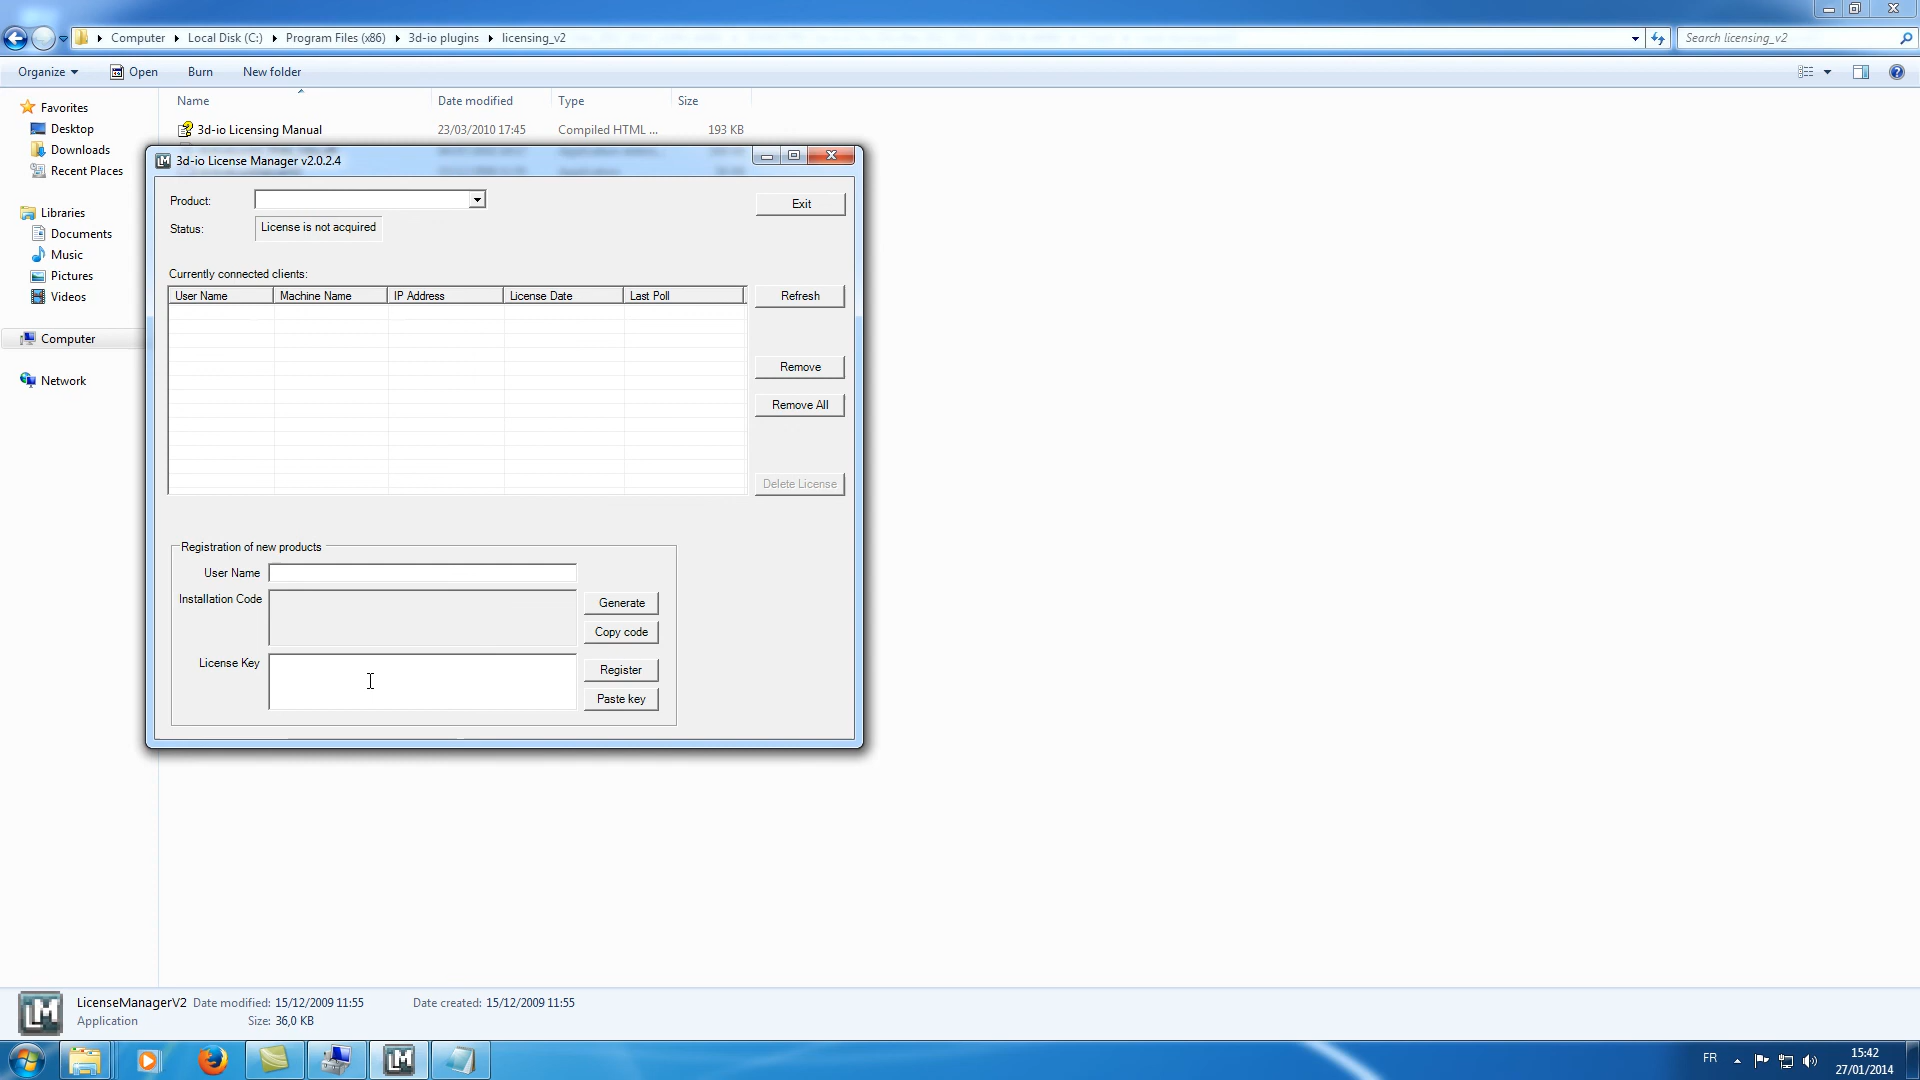 Computer Local Disk (C:) Program Files (x86) 3d-io plugins licensing_v2
Search licensing_v2
Organize Open Burn New folder
Name Date modified Type Size
3d-io Licensing Manual 23/03/2010 17:45 Compiled HTML ... 193 KB
Favorites
Desktop
Downloads
Recent Places
Libraries
Documents
Music
Pictures
Videos
Computer
Network
LM 3d-io License Manager v2.0.2.4
Product:
Exit
Status: License is not acquired
Currently connected clients:
User Name Machine Name IP Address License Date Last Poll
Refresh
Remove
Remove All
Delete License
Registration of new products
User Name
Installation Code
Generate
Copy code
License Key
Register
Paste key
LM
LicenseManagerV2 Date modified: 15/12/2009 11:55 Date created: 15/12/2009 11:55
Application Size: 36,0 KB
LM
FR
15:42
27/01/2014